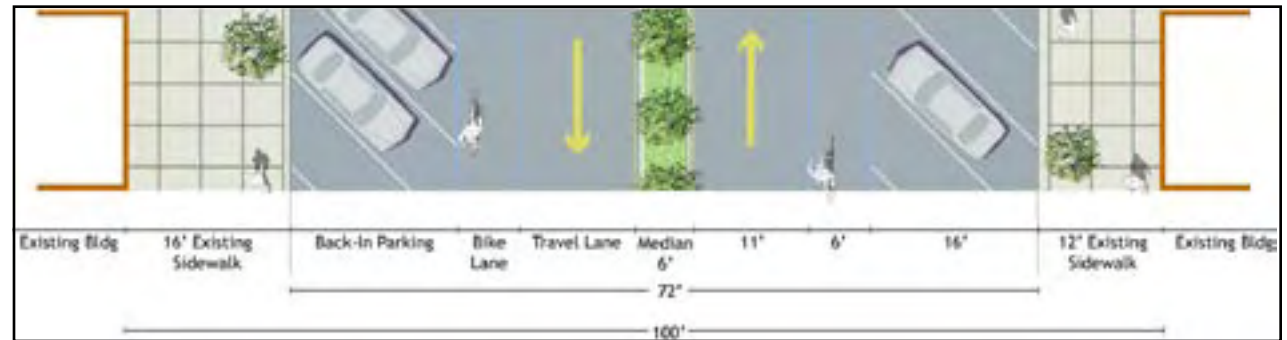 Existing Bldg 16' Existing Sidewalk Back-In Parking Bike Lane Travel Lane Median 6' 11' 6' 16' 12' Existing Sidewalk Existing Bldg
72'
100'